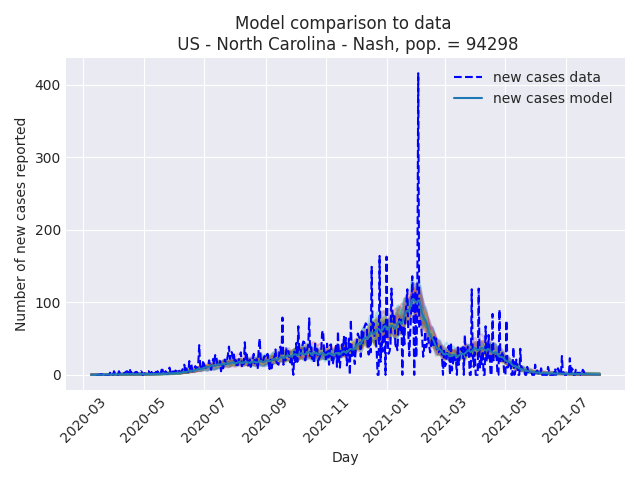 Model comparison to data
US - North Carolina - Nash, pop. = 94298
new cases data
new cases model
Number of new cases reported
400
300
200
100
0
2020-03
2020-05
2020-07
2020-09
2020-11
2021-01
2021-03
2021-05
2021-07
Day